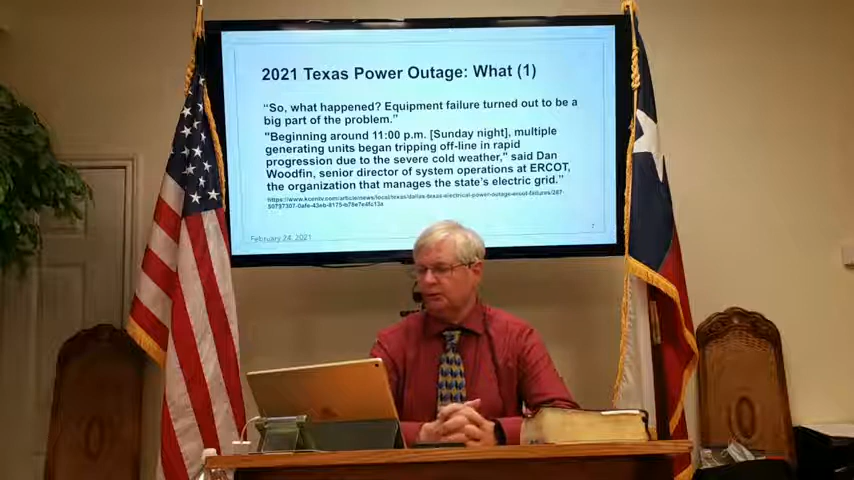 2021 Texas Power Outage: What (1)
“So, what happened? Equipment failure turned out to be a
big part of the problem.”
"Beginning around 11:00 p.m. [Sunday night], multiple
generating units began tripping off-line in rapid
progression due to the severe cold weather," said Dan
Woodfin, senior director of system operations at ERCOT,
the organization that manages the state's electric grid.”
February 24, 2021
7